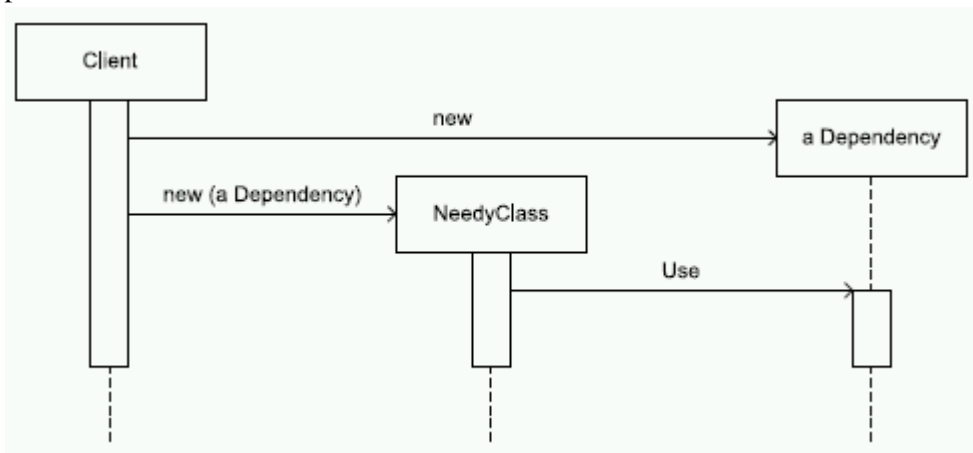 Client
new
a Dependency
new (a Dependency)
NeedyClass
Use